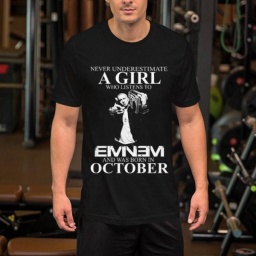 NEVER UNDERESTIMATE
A GIRL
WHO LISTENS TO
EMINEM
AND WAS BORN IN
OCTOBER